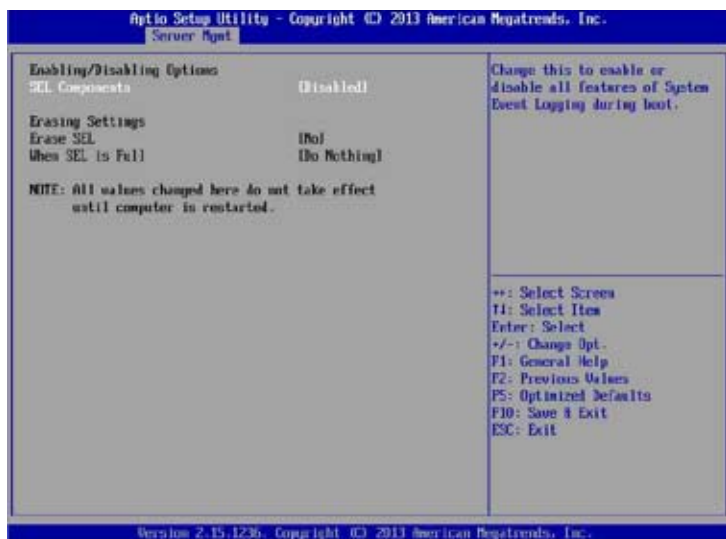 Aptio Setup Utility - Copyright (C) 2013 American Megatrends, Inc.
Server Mgmt
Enabling/Disabling Options
SEL Components [Disabled]
Erasing Settings
Erase SEL [No]
When SEL is Full [Do Nothing]
NOTE: All values changed here do not take effect
until computer is restarted.
Change this to enable or
disable all features of System
Event Logging during boot.
↔: Select Screen
↑↓: Select Item
Enter: Select
+/-: Change Opt.
F1: General Help
F2: Previous Values
F5: Optimized Defaults
F10: Save & Exit
ESC: Exit
Version 2.15.1236. Copyright (C) 2013 American Megatrends, Inc.